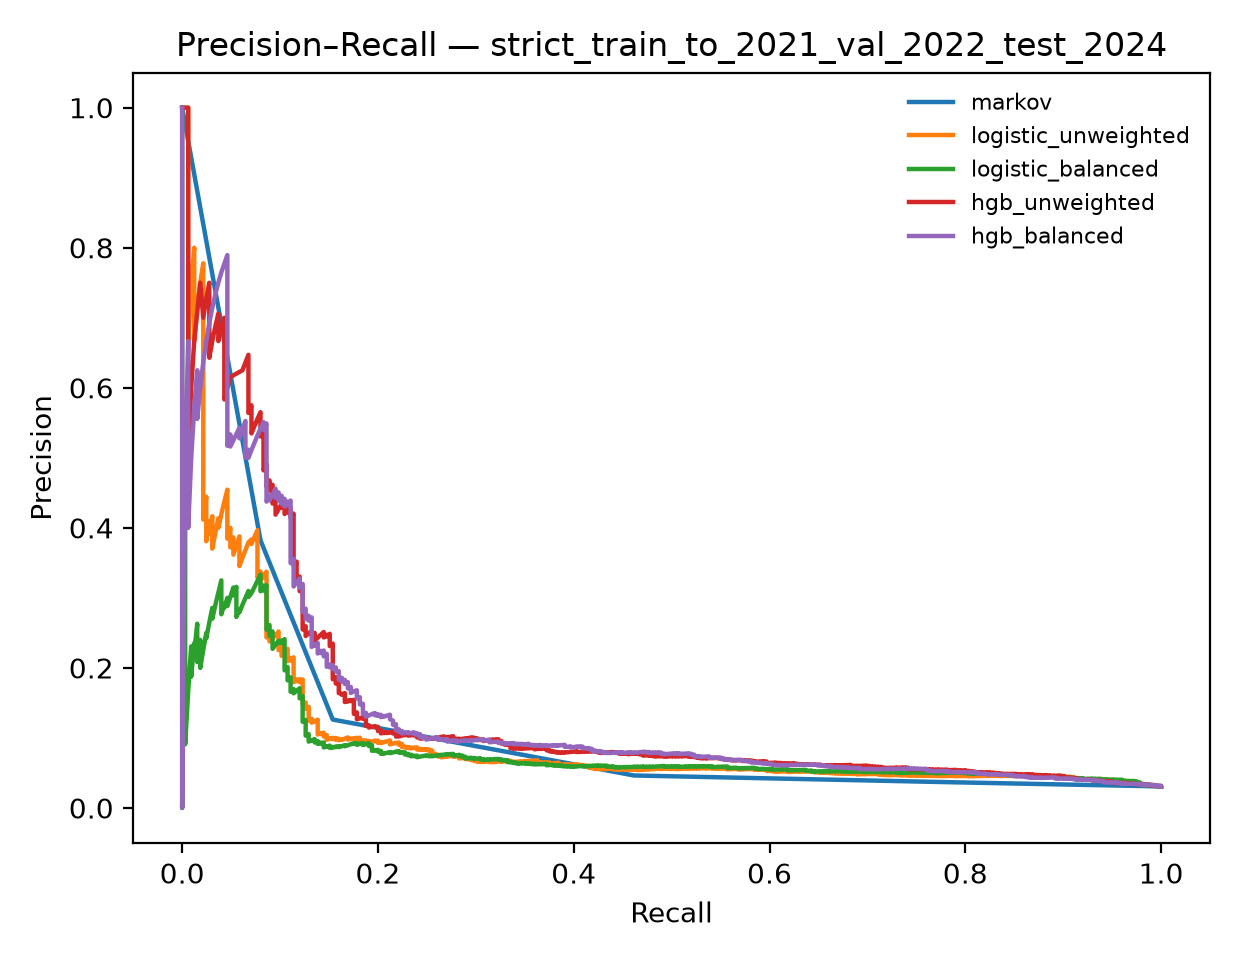 Precision–Recall — strict_train_to_2021_val_2022_test_2024
markov
logistic_unweighted
logistic_balanced
hgb_unweighted
hgb_balanced
1.0
0.8
0.6
0.4
0.2
0.0
Precision
0.0 0.2 0.4 0.6 0.8 1.0
Recall